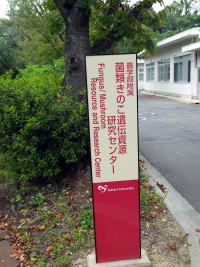 農学部附属
菌類きのこ遺伝資源
研究センター
Fungus/Mushroom
Resource and Research Center
Tottori University